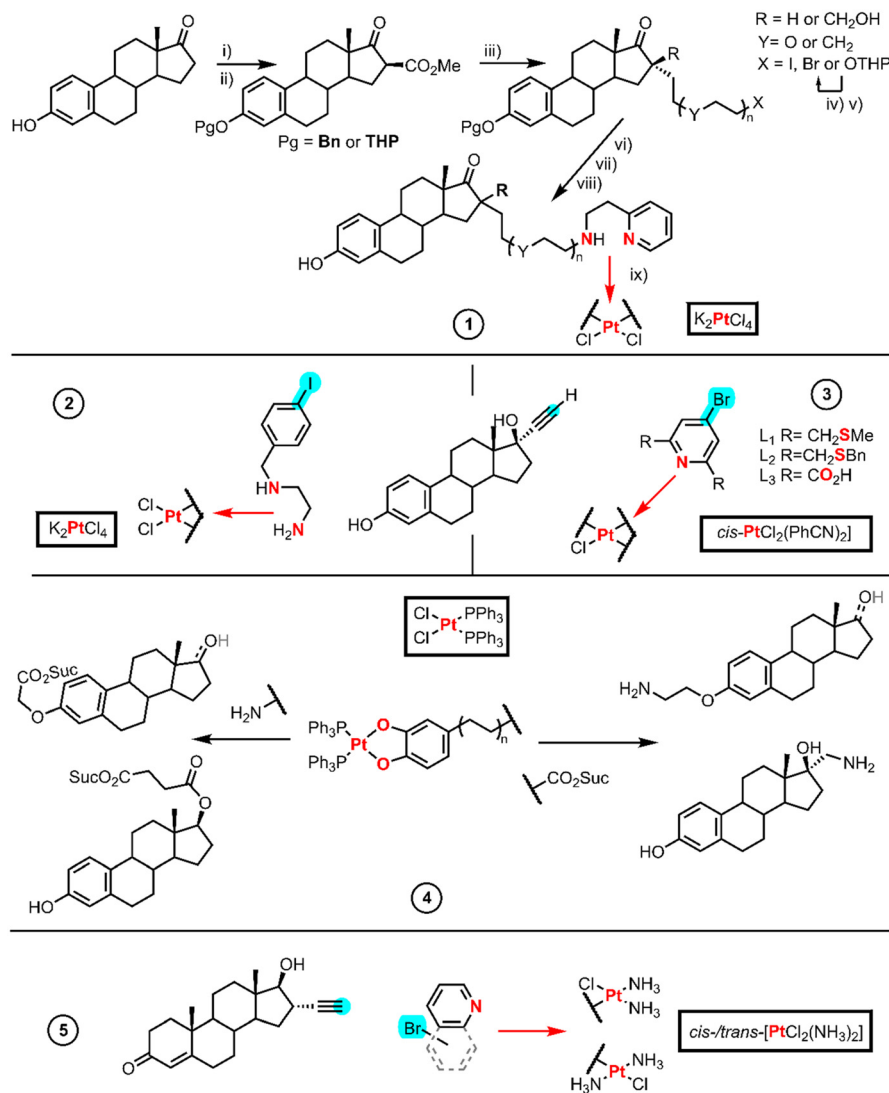 O
HO
i)
ii)
O
CO₂Me
PgO
Pg = Bn or THP
iii)
O
R
PgO
Y
n
X
R = H or CH₂OH
Y= O or CH₂
X = I, Br or OTHP
iv) v)
vi)
vii)
viii)
O
R
HO
Y
n
NH
N
ix)
Pt
Cl
Cl
K₂PtCl₄
1
2
I
HN
H₂N
Cl
Cl
Pt
K₂PtCl₄
H
HO
HO
3
Br
R
N
R
L₁ R= CH₂SMe
L₂ R=CH₂SBn
L₃ R= CO₂H
Cl
Pt
cis-PtCl₂(PhCN)₂]
Cl
PPh₃
Pt
Cl
PPh₃
OH
CO₂Suc
O
H₂N
Ph₃P
Ph₃P
Pt
O
O
n
CO₂Suc
OH
H₂N
O
SucO₂C
O
O
HO
OH
NH₂
HO
4
5
OH
O
N
Br
Cl
NH₃
Pt
NH₃
NH₃
Pt
H₃N
Cl
cis-/trans-[PtCl₂(NH₃)₂]